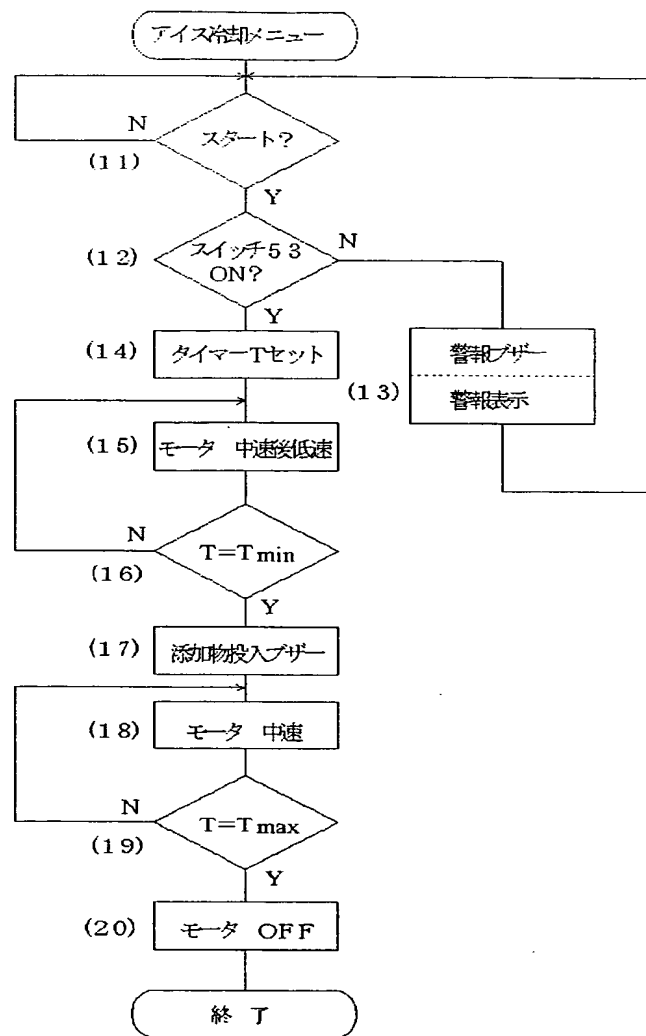 アイス冷却メニュー
N
スタート?
(11)
Y
スイッチ53
ON?
(12)
N
Y
(14)
タイマーTセット
警報ブザー
(13)
警報表示
(15)
モータ 中速後低速
N
T=Tmin
(16)
Y
(17)
添加物投入ブザー
(18)
モータ 中速
N
T=Tmax
(19)
Y
(20)
モータ OFF
終了